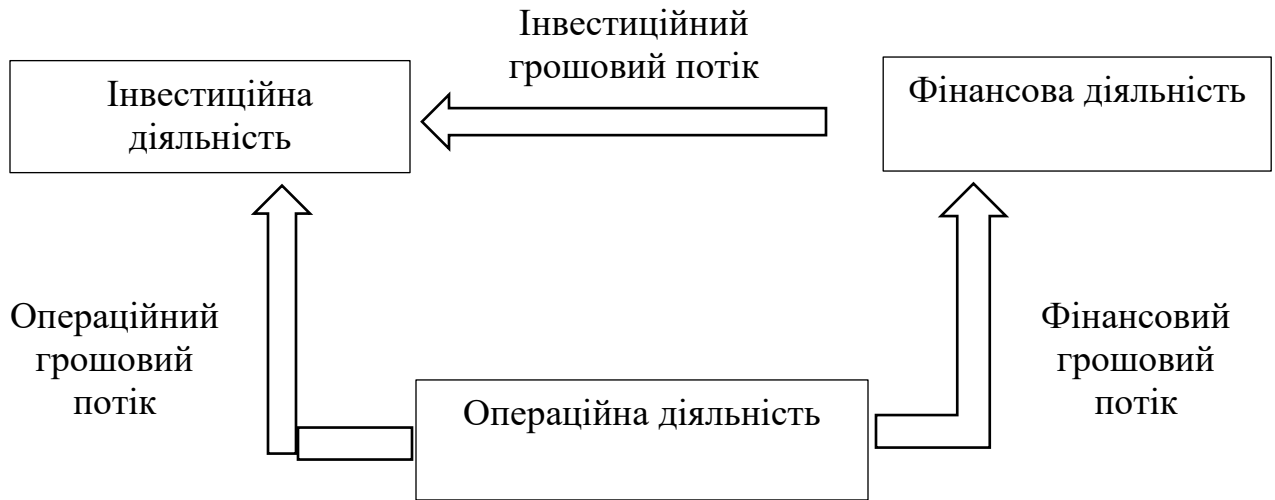 Інвестиційний
грошовий потік
Інвестиційна
діяльність
Фінансова діяльність
Операційний
грошовий
потік
Фінансовий
грошовий
потік
Операційна діяльність